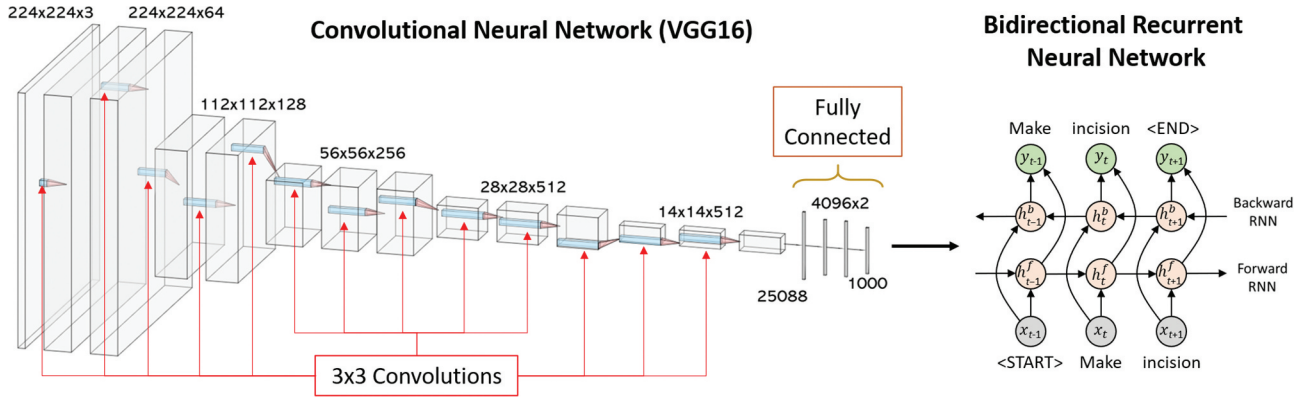 224x224x3
224x224x64
Convolutional Neural Network (VGG16)
Bidirectional Recurrent
Neural Network
112x112x128
56x56x256
28x28x512
14x14x512
Fully
Connected
4096x2
25088
1000
3x3 Convolutions
Make
incision
<END>
y_{t-1}
y_t
y_{t+1}
h^b_{t-1}
h^b_t
h^b_{t+1}
Backward
RNN
h^f_{t-1}
h^f_t
h^f_{t+1}
Forward
RNN
x_{t-1}
x_t
x_{t+1}
<START>
Make
incision